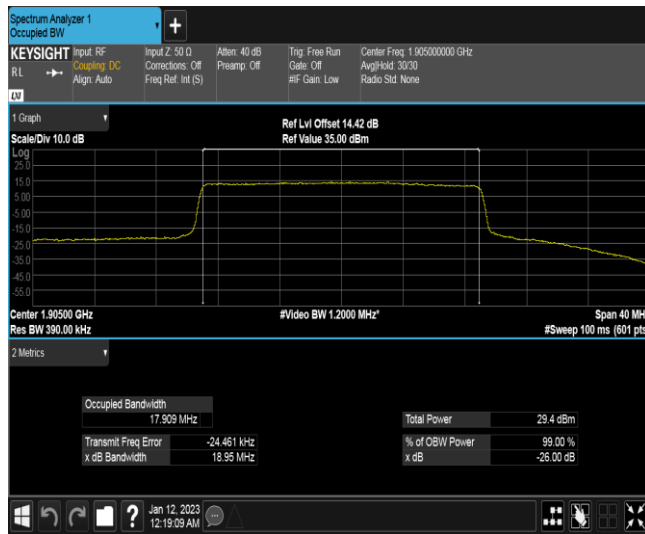 Spectrum Analyzer 1
Occupied BW
+
KEYSIGHT
RL
LXI
Input: RF
Coupling: DC
Align: Auto
Input Z: 50 Ω
Corrections: Off
Freq Ref: Int (S)
Atten: 40 dB
Preamp: Off
Trig: Free Run
Gate: Off
#IF Gain: Low
Center Freq: 1.905000000 GHz
Avg|Hold: 30/30
Radio Std: None
1 Graph
Scale/Div 10.0 dB
Ref Lvl Offset 14.42 dB
Ref Value 35.00 dBm
Log
25.0
15.0
5.00
-5.00
-15.0
-25.0
-35.0
-45.0
-55.0
Center 1.90500 GHz
Res BW 390.00 kHz
#Video BW 1.2000 MHz*
Span 40 MH
#Sweep 100 ms (601 pts
2 Metrics
Occupied Bandwidth
17.909 MHz
Transmit Freq Error -24.461 kHz
x dB Bandwidth 18.95 MHz
Total Power 29.4 dBm
% of OBW Power 99.00 %
x dB -26.00 dB
?
Jan 12, 2023
12:19:09 AM